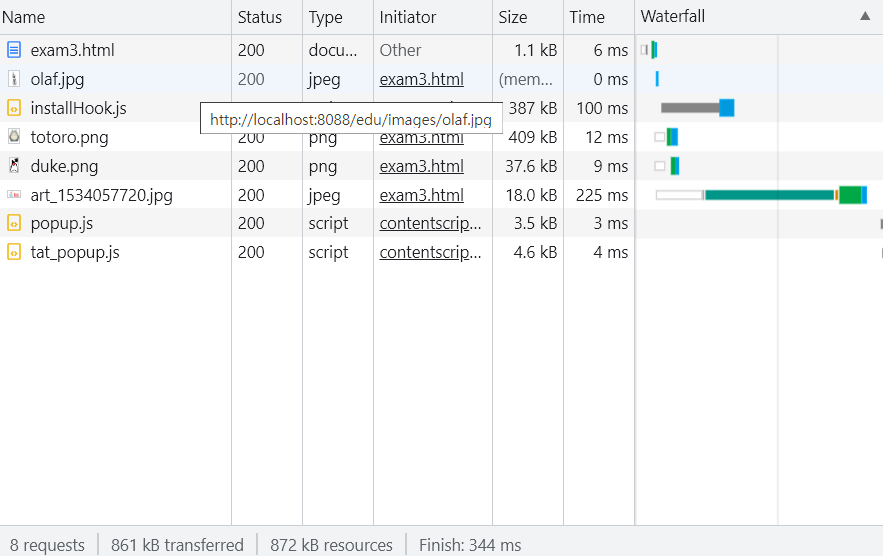 Name Status Type Initiator Size Time Waterfall
exam3.html 200 docu... Other 1.1 kB 6 ms
olaf.jpg 200 jpeg exam3.html (mem... 0 ms
installHook.js 387 kB 100 ms
http://localhost:8088/edu/images/olaf.jpg
totoro.png 200 png exam3.html 409 kB 12 ms
duke.png 200 png exam3.html 37.6 kB 9 ms
art_1534057720.jpg 200 jpeg exam3.html 18.0 kB 225 ms
popup.js 200 script contentscrip... 3.5 kB 3 ms
tat_popup.js 200 script contentscrip... 4.6 kB 4 ms
8 requests 861 kB transferred 872 kB resources Finish: 344 ms